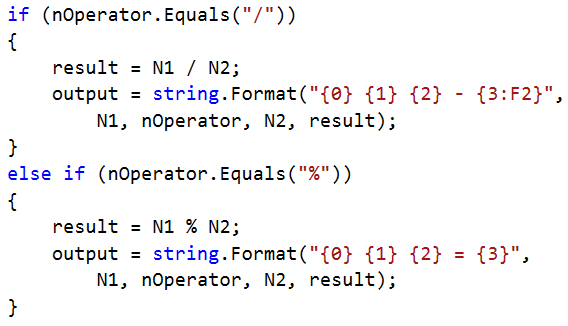 if (nOperator.Equals("/"))
{
    result = N1 / N2;
    output = string.Format("{0} {1} {2} - {3:F2}",
        N1, nOperator, N2, result);
}
else if (nOperator.Equals("%"))
{
    result = N1 % N2;
    output = string.Format("{0} {1} {2} = {3}",
        N1, nOperator, N2, result);
}